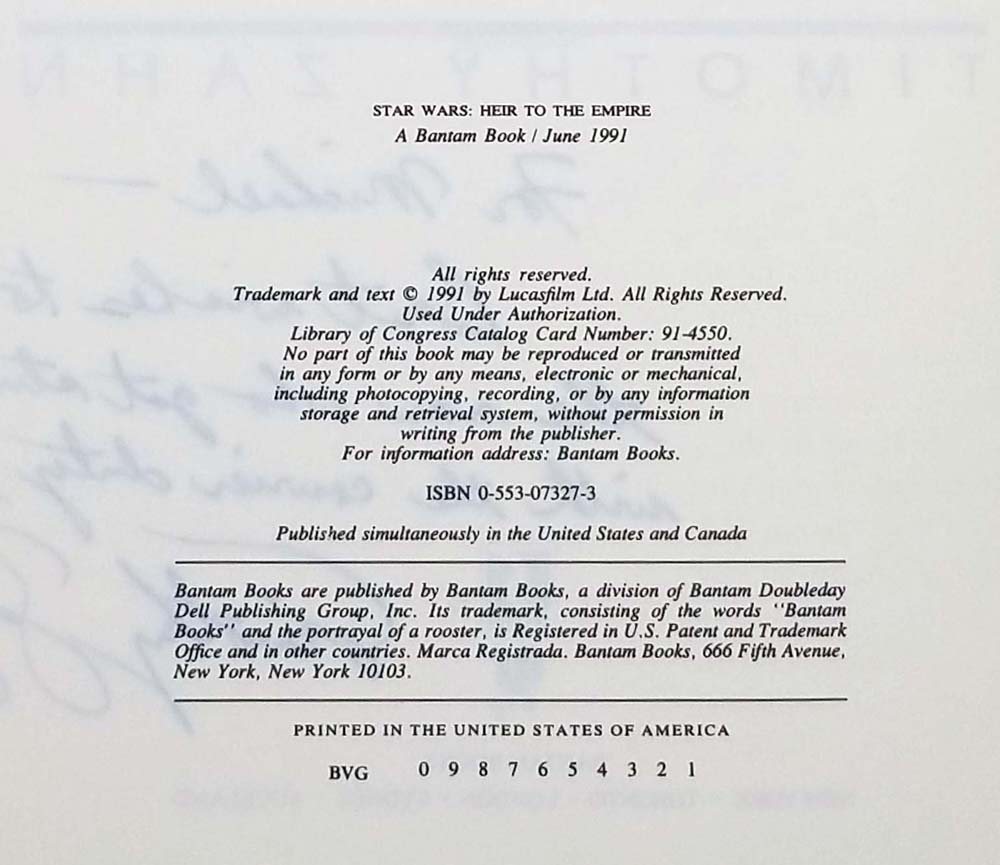 STAR WARS: HEIR TO THE EMPIRE
A Bantam Book / June 1991
All rights reserved.
Trademark and text © 1991 by Lucasfilm Ltd. All Rights Reserved.
Used Under Authorization.
Library of Congress Catalog Card Number: 91-4550.
No part of this book may be reproduced or transmitted
in any form or by any means, electronic or mechanical,
including photocopying, recording, or by any information
storage and retrieval system, without permission in
writing from the publisher.
For information address: Bantam Books.
ISBN 0-553-07327-3
Published simultaneously in the United States and Canada
Bantam Books are published by Bantam Books, a division of Bantam Doubleday
Dell Publishing Group, Inc. Its trademark, consisting of the words "Bantam
Books" and the portrayal of a rooster, is Registered in U.S. Patent and Trademark
Office and in other countries. Marca Registrada. Bantam Books, 666 Fifth Avenue,
New York, New York 10103.
PRINTED IN THE UNITED STATES OF AMERICA
BVG 0 9 8 7 6 5 4 3 2 1
TIMOTHY ZAHN